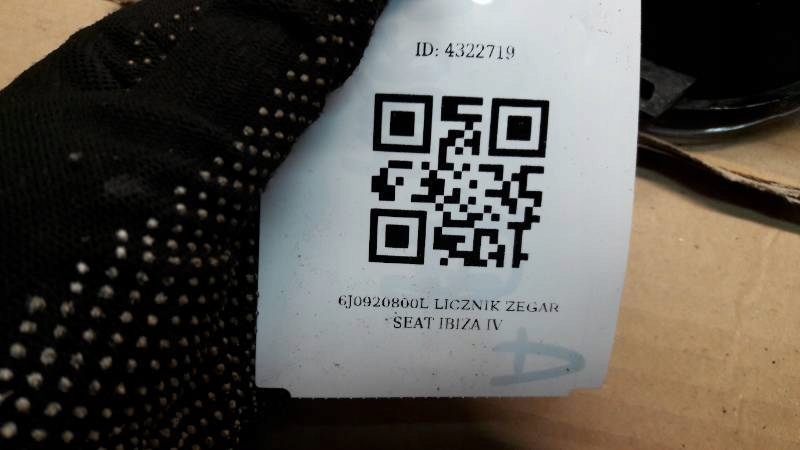 ID: 4322719
6J0920800L LICZNIK ZEGAR
SEAT IBIZA IV